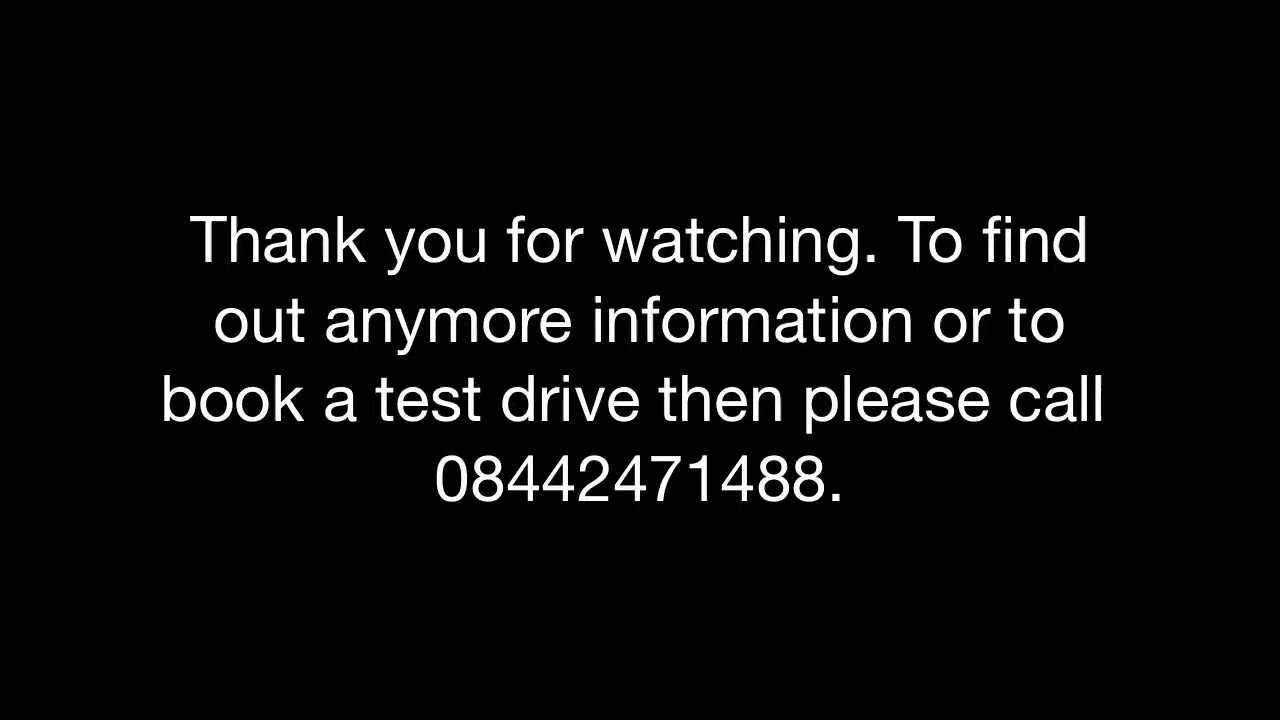 Thank you for watching. To find
out anymore information or to
book a test drive then please call
08442471488.